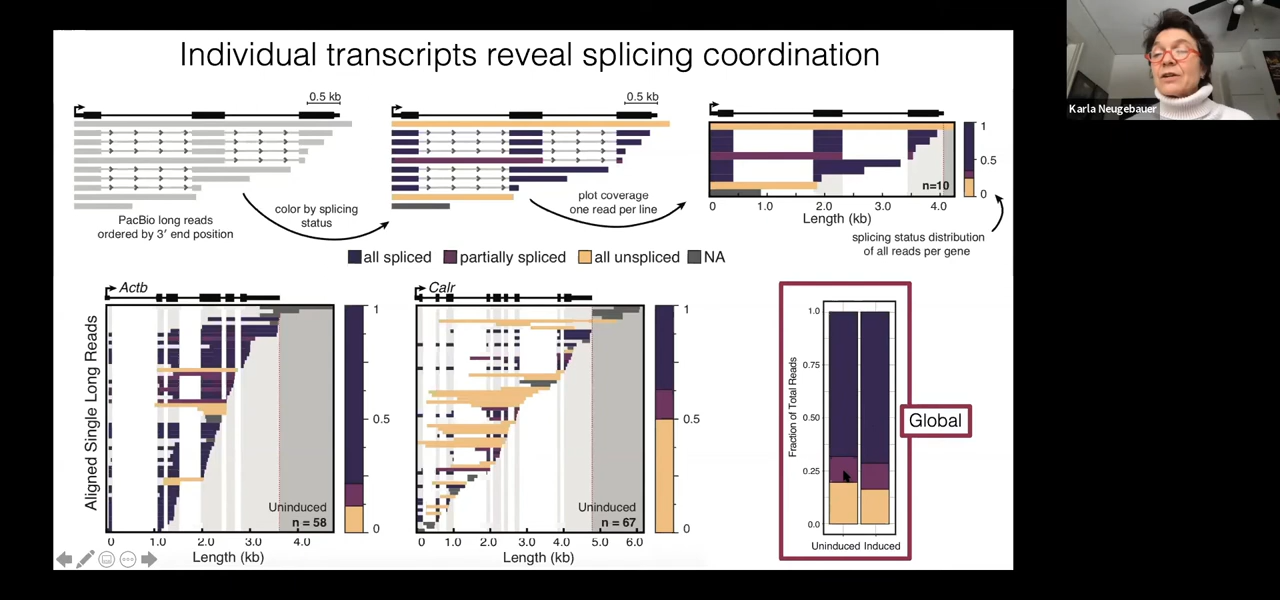 Individual transcripts reveal splicing coordination
Karla Neugebauer
0.5 kb
0.5 kb
PacBio long reads
ordered by 3' end position
color by splicing
status
plot coverage
one read per line
n=10
1
0.5
0
0 1.0 2.0 3.0 4.0
Length (kb)
splicing status distribution
of all reads per gene
all spliced partially spliced all unspliced NA
Aligned Single Long Reads
Actb
Uninduced
n = 58
1
0.5
0
0 1.0 2.0 3.0 4.0
Length (kb)
Calr
Uninduced
n = 67
1
0.5
0
0 1.0 2.0 3.0 4.0 5.0 6.0
Length (kb)
Fraction of Total Reads
1.0
0.75
0.50
0.25
0.0
Uninduced Induced
Global